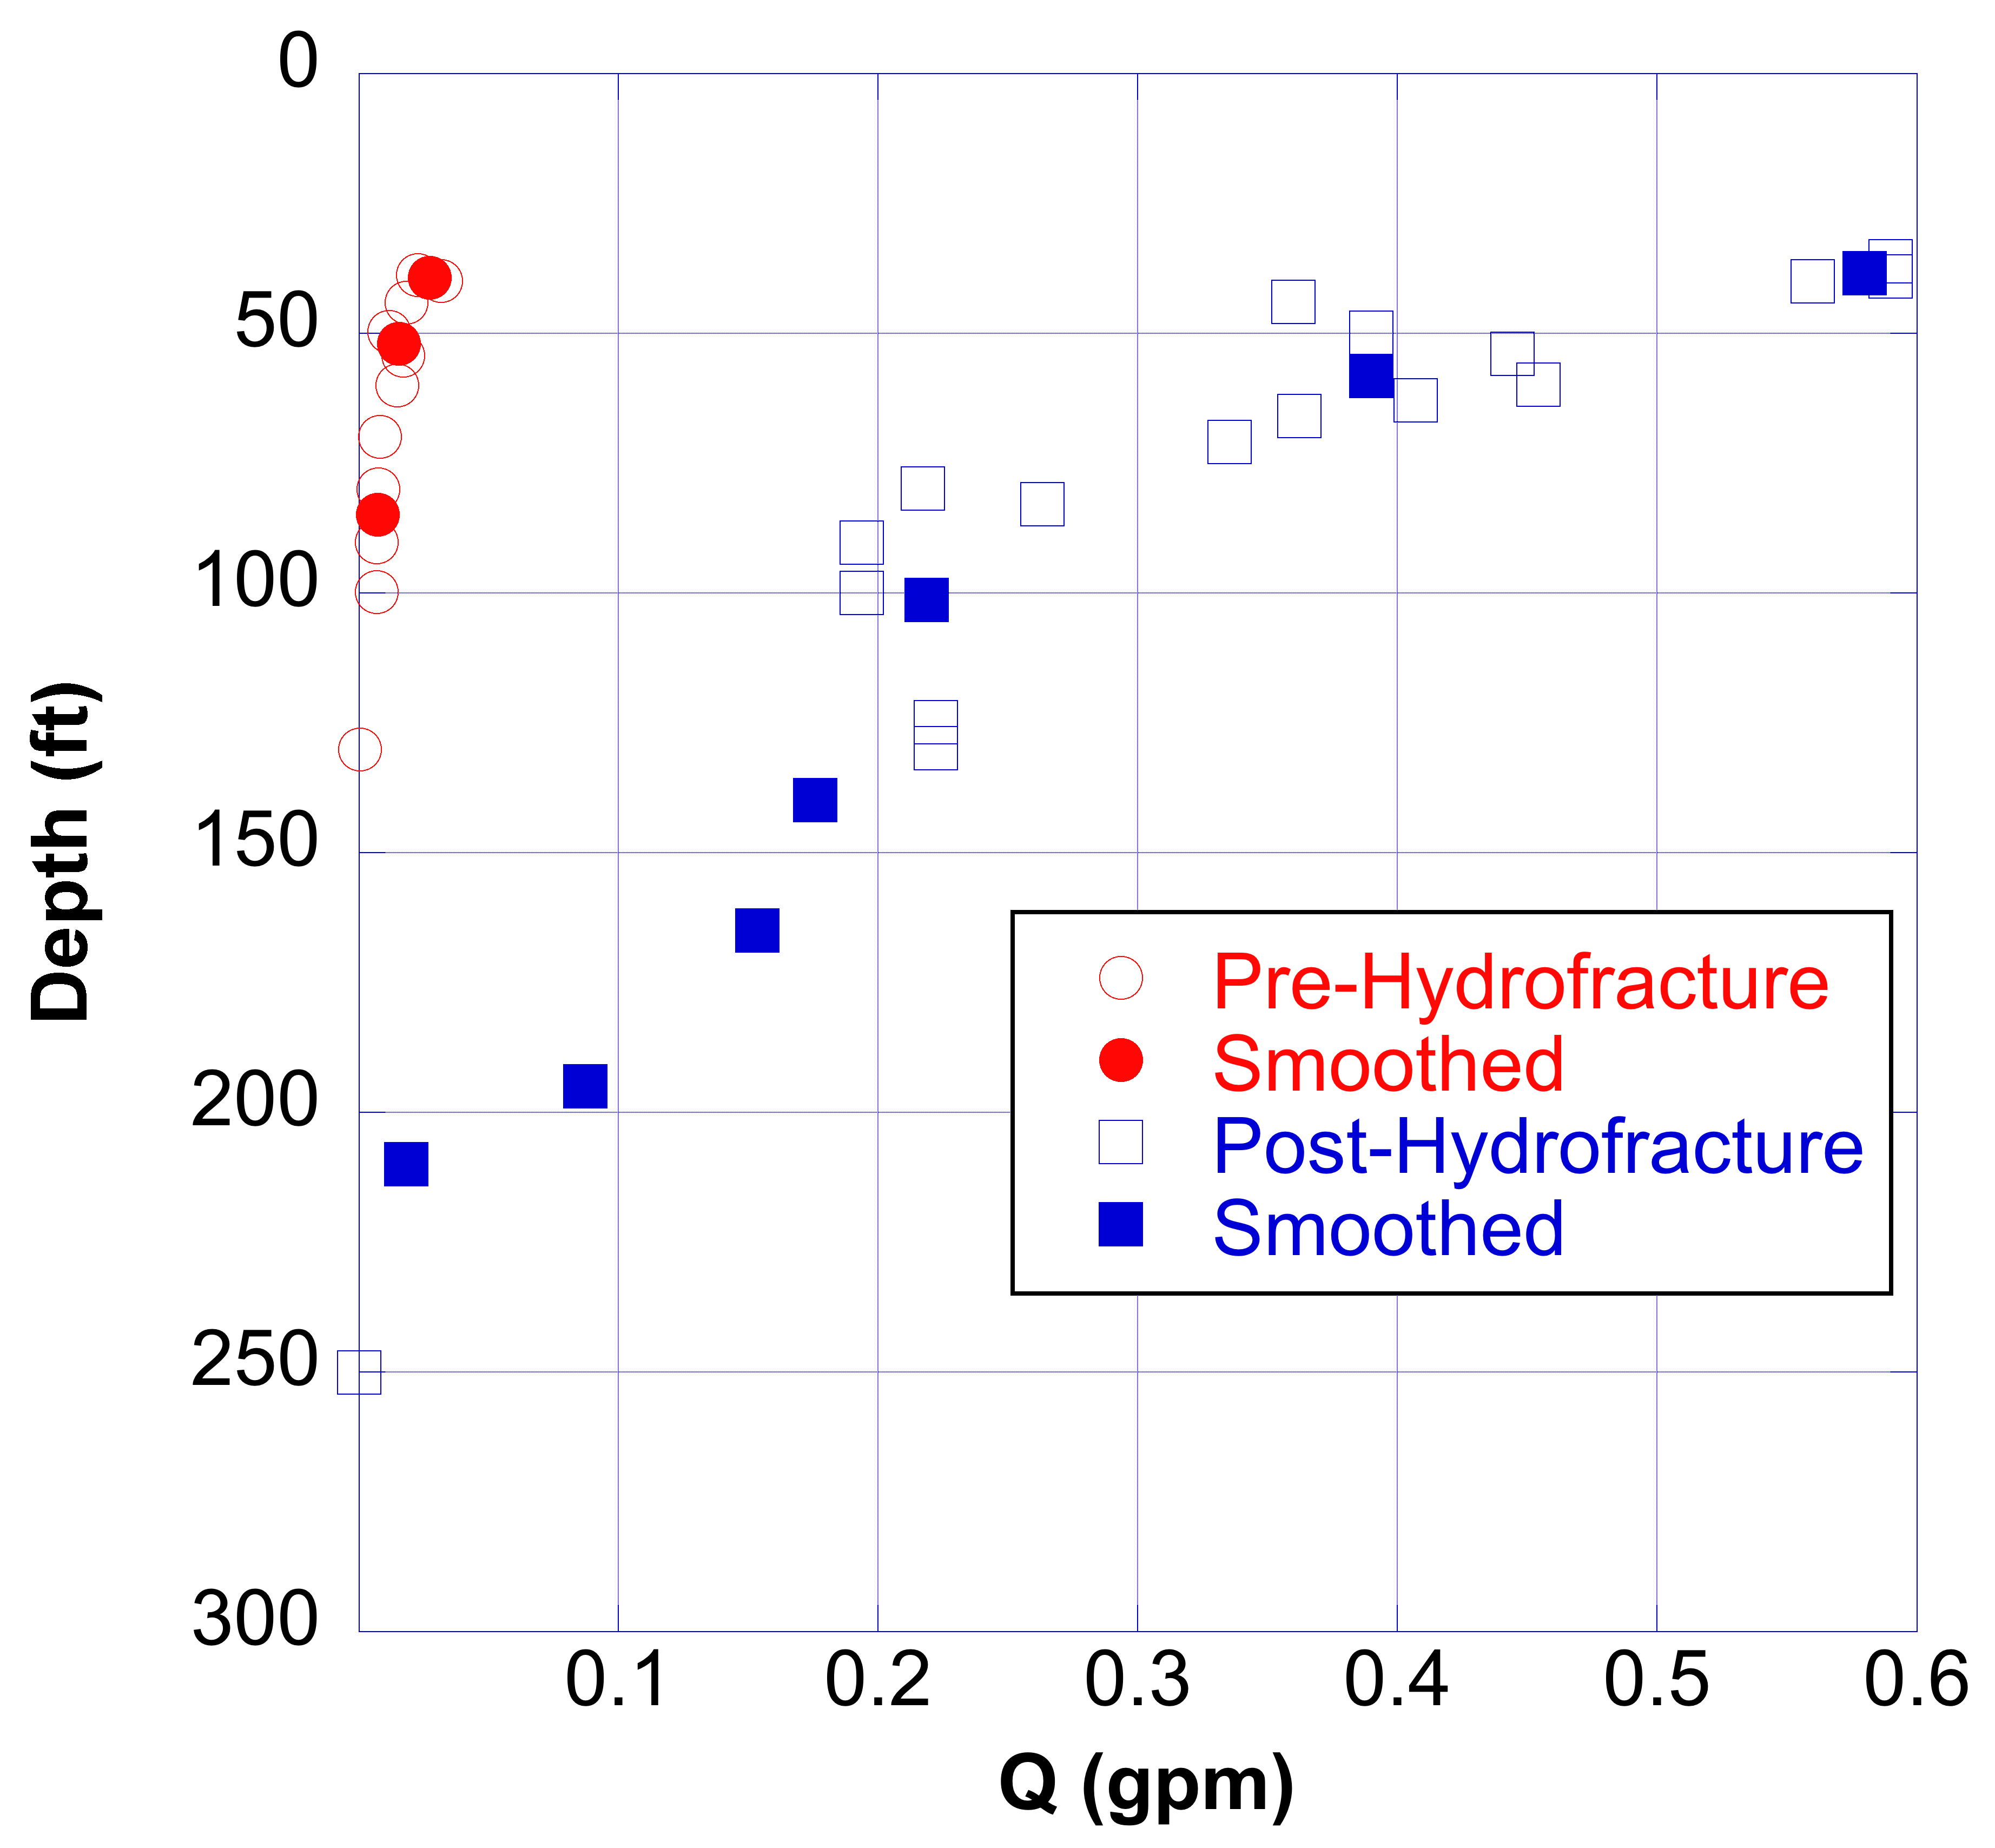 0
50
100
150
200
250
300
Depth (ft)
Pre-Hydrofracture
Smoothed
Post-Hydrofracture
Smoothed
0.1 0.2 0.3 0.4 0.5 0.6
Q (gpm)